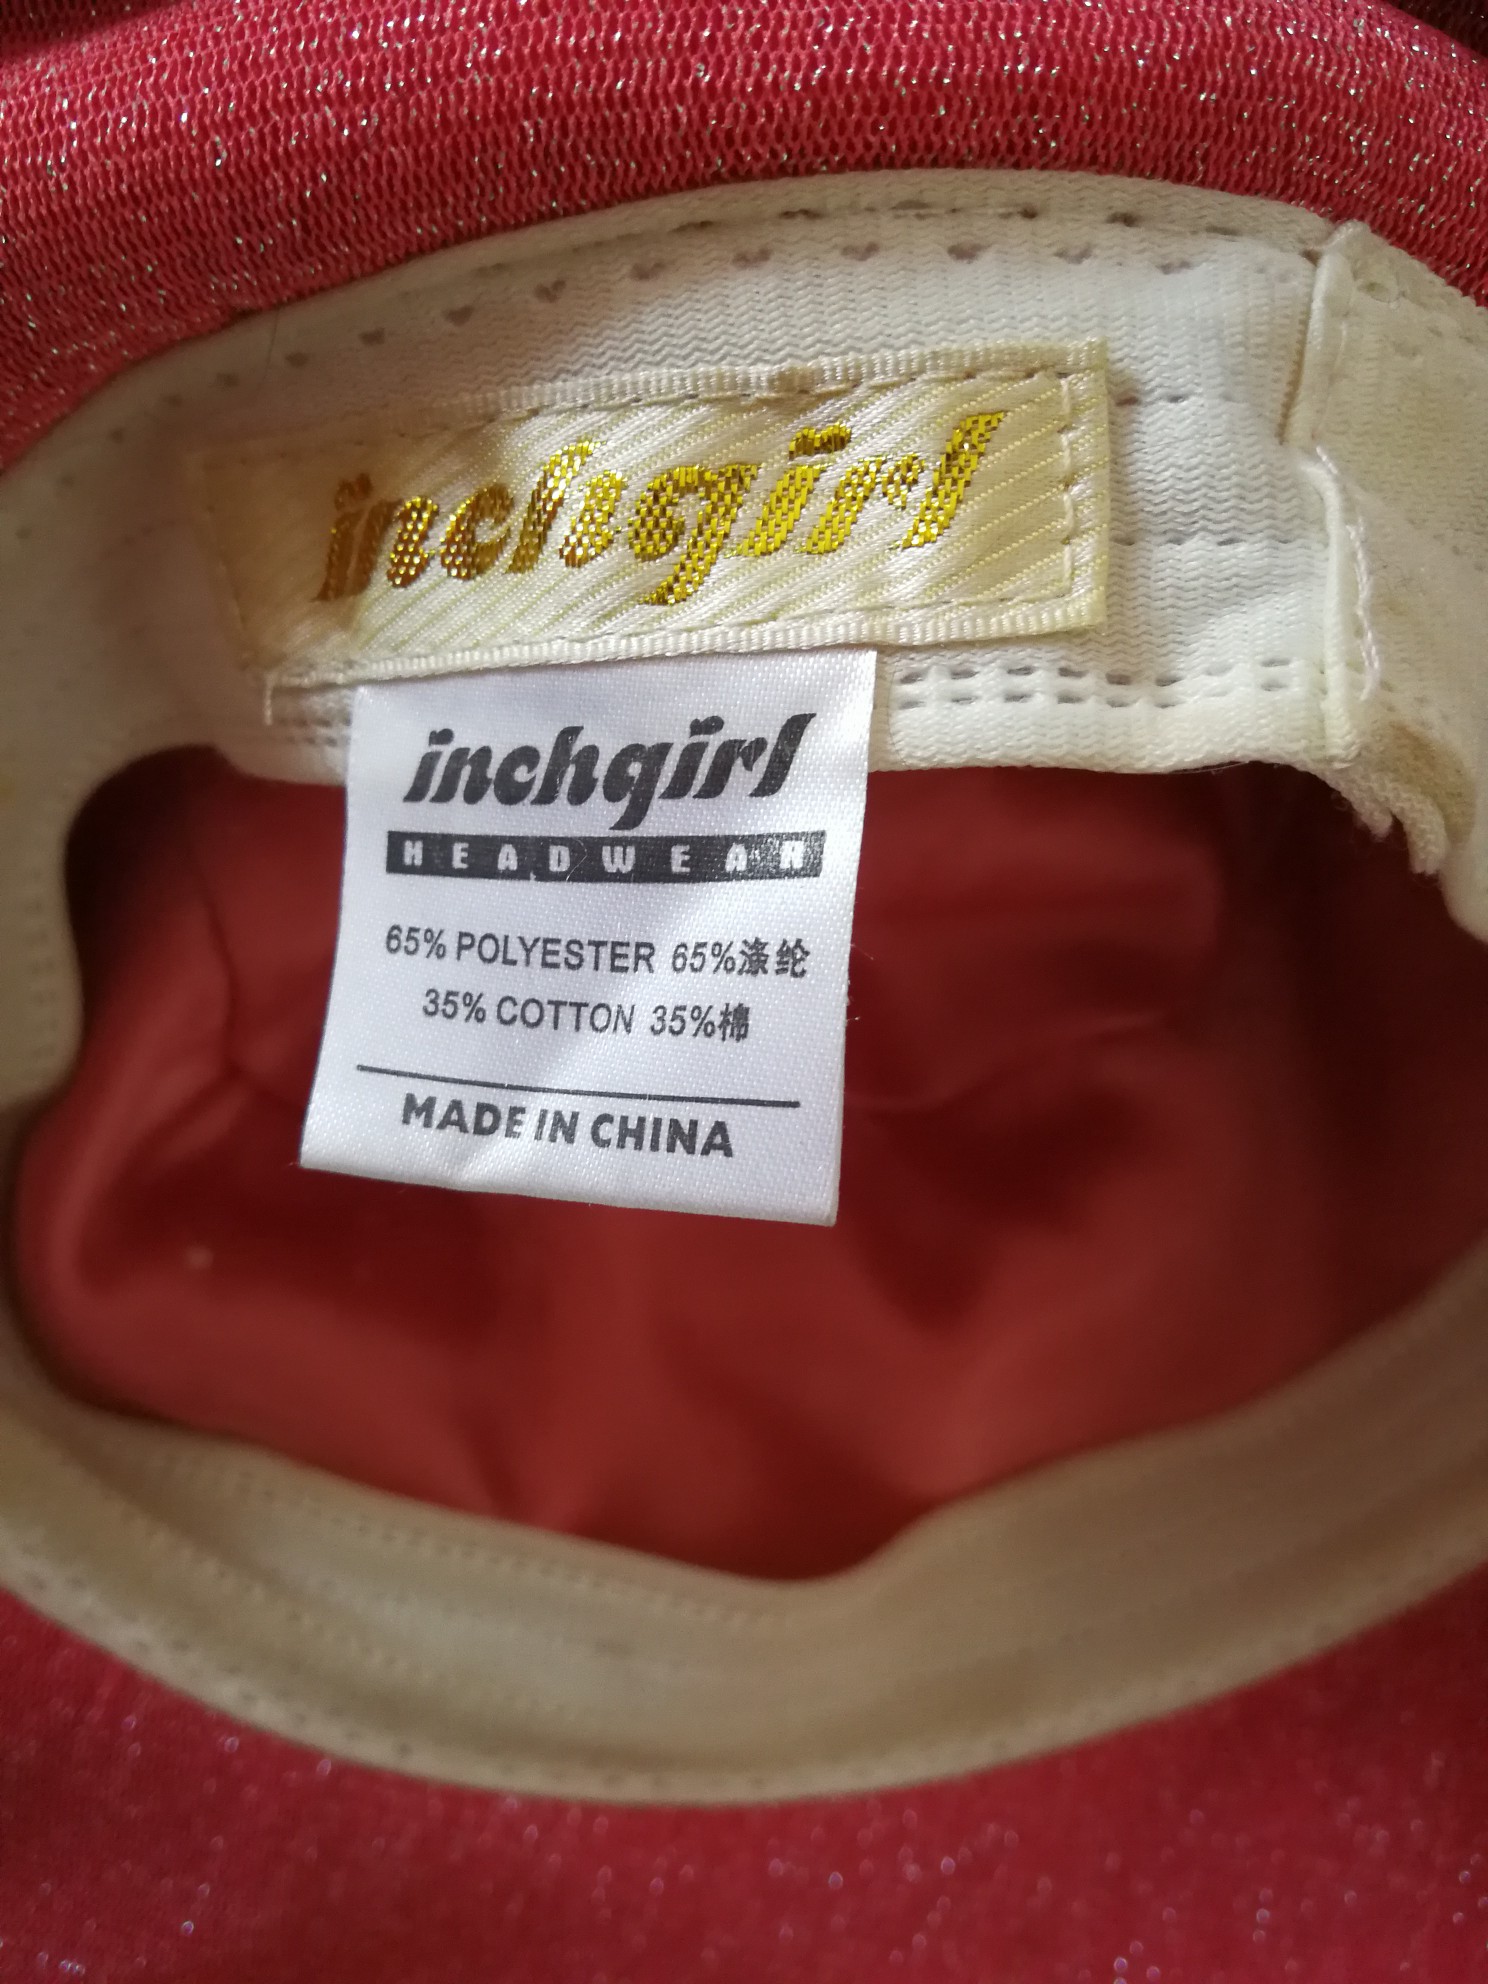 inchgirl
inchgirl
HEADWEAR
65% POLYESTER 65%涤纶
35% COTTON 35%棉
MADE IN CHINA